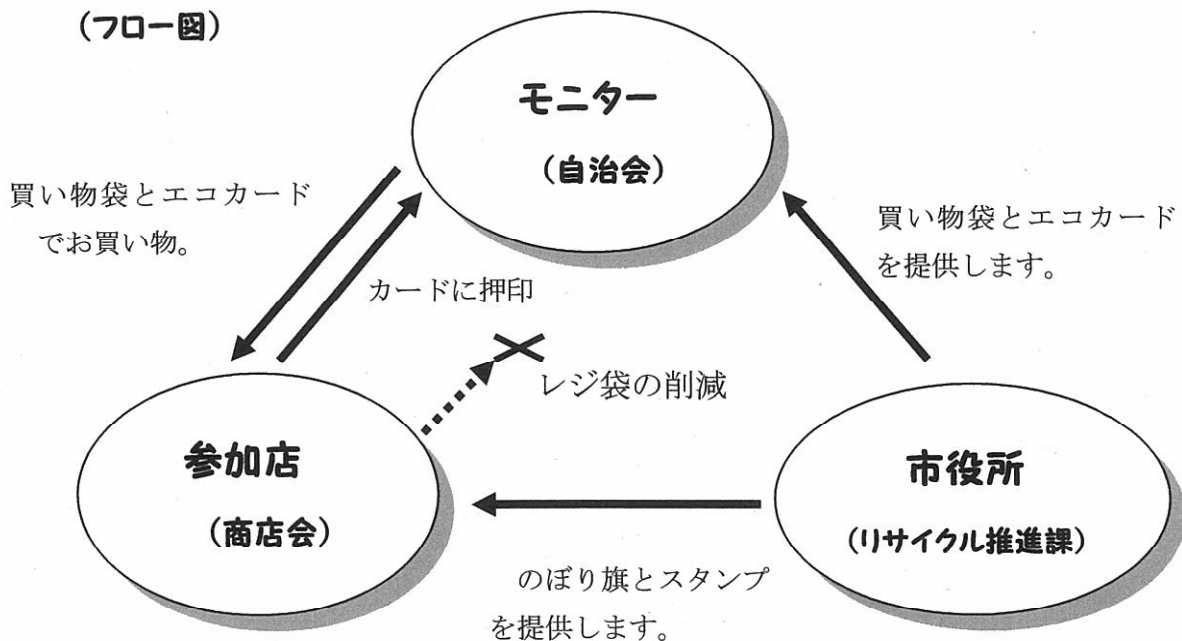 (フロー図)
モニター
(自治会)
買い物袋とエコカード
でお買い物。
買い物袋とエコカード
を提供します。
カードに押印
レジ袋の削減
参加店
(商店会)
市役所
(リサイクル推進課)
のぼり旗とスタンプ
を提供します。